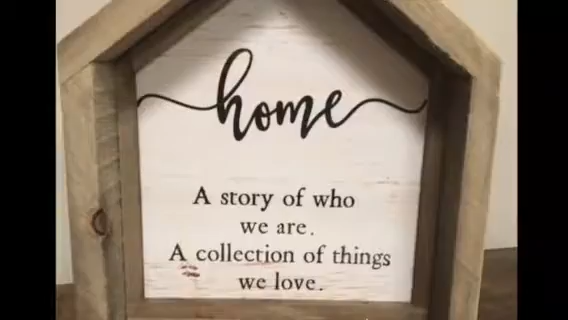 home
A story of who
we are.
A collection of things
we love.